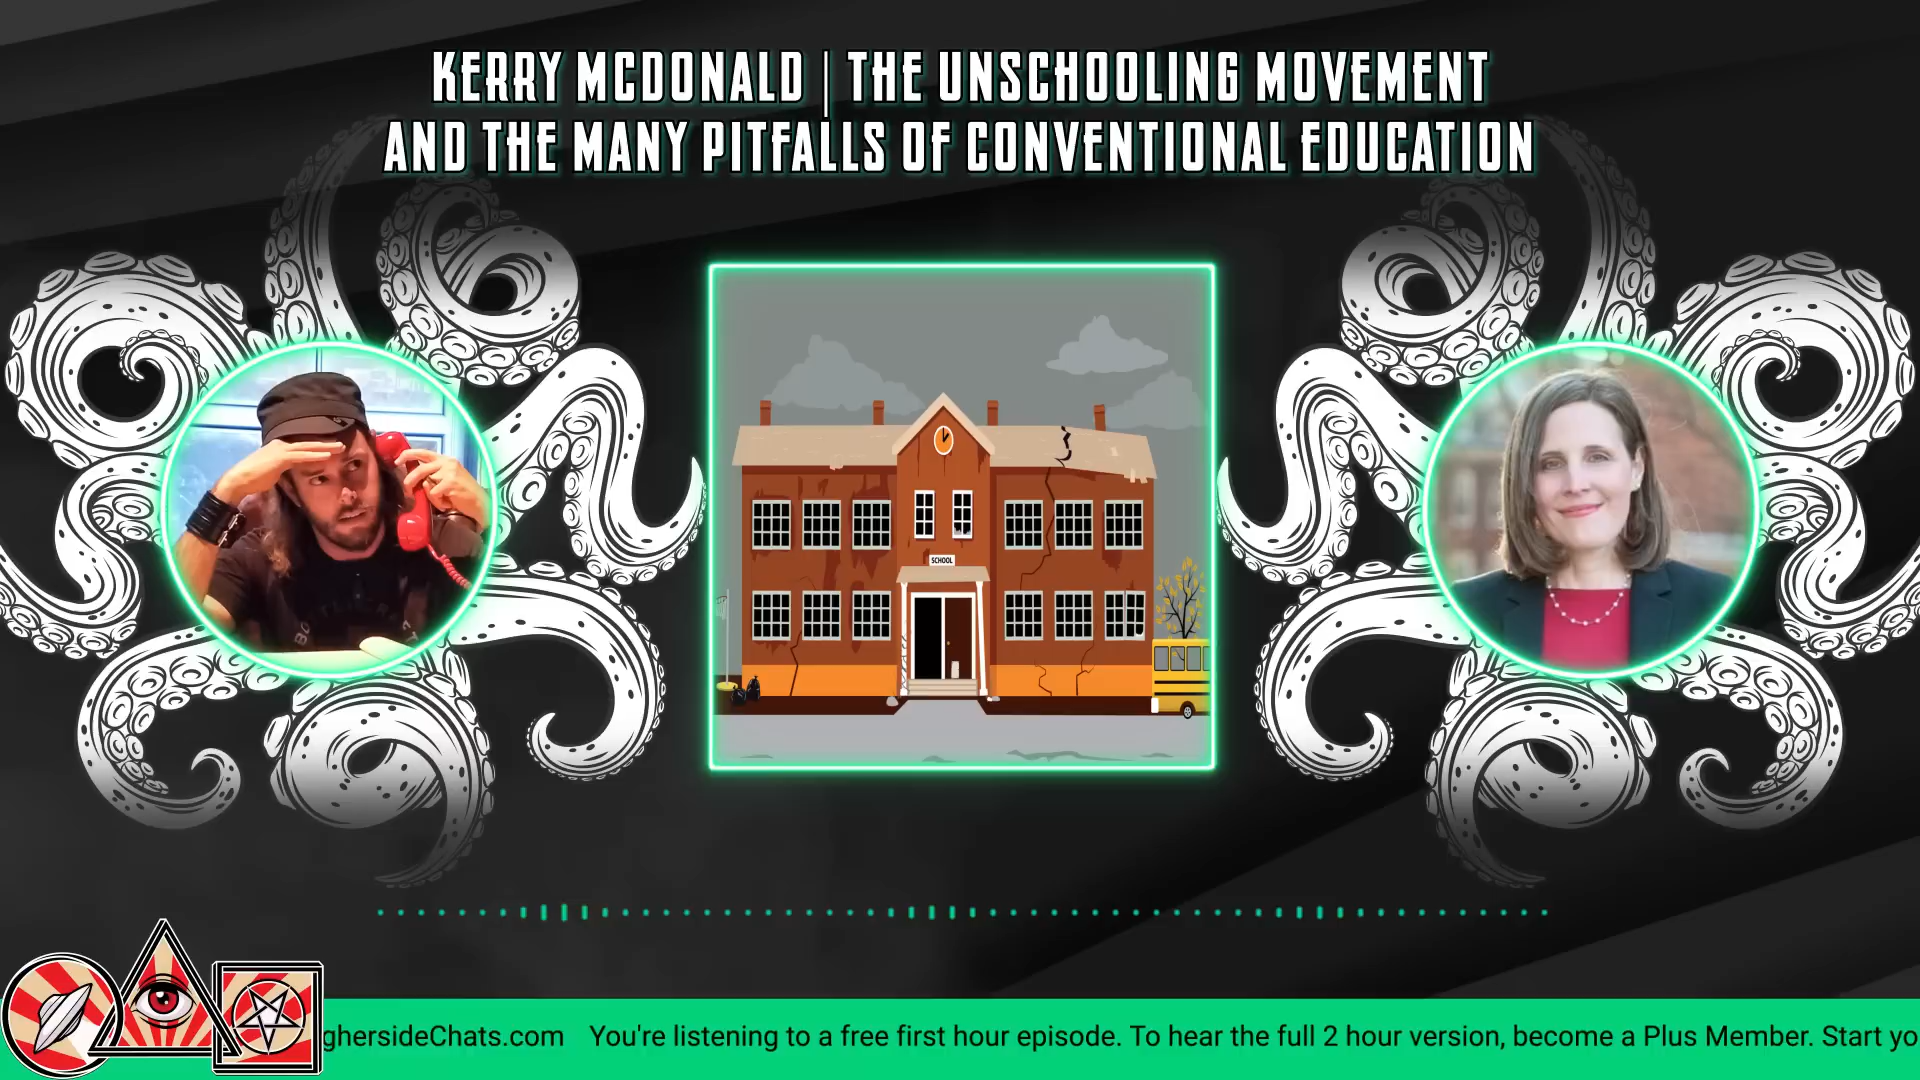 KERRY MCDONALD | THE UNSCHOOLING MOVEMENT
AND THE MANY PITFALLS OF CONVENTIONAL EDUCATION
SCHOOL
ghersideChats.com You're listening to a free first hour episode. To hear the full 2 hour version, become a Plus Member. Start yo